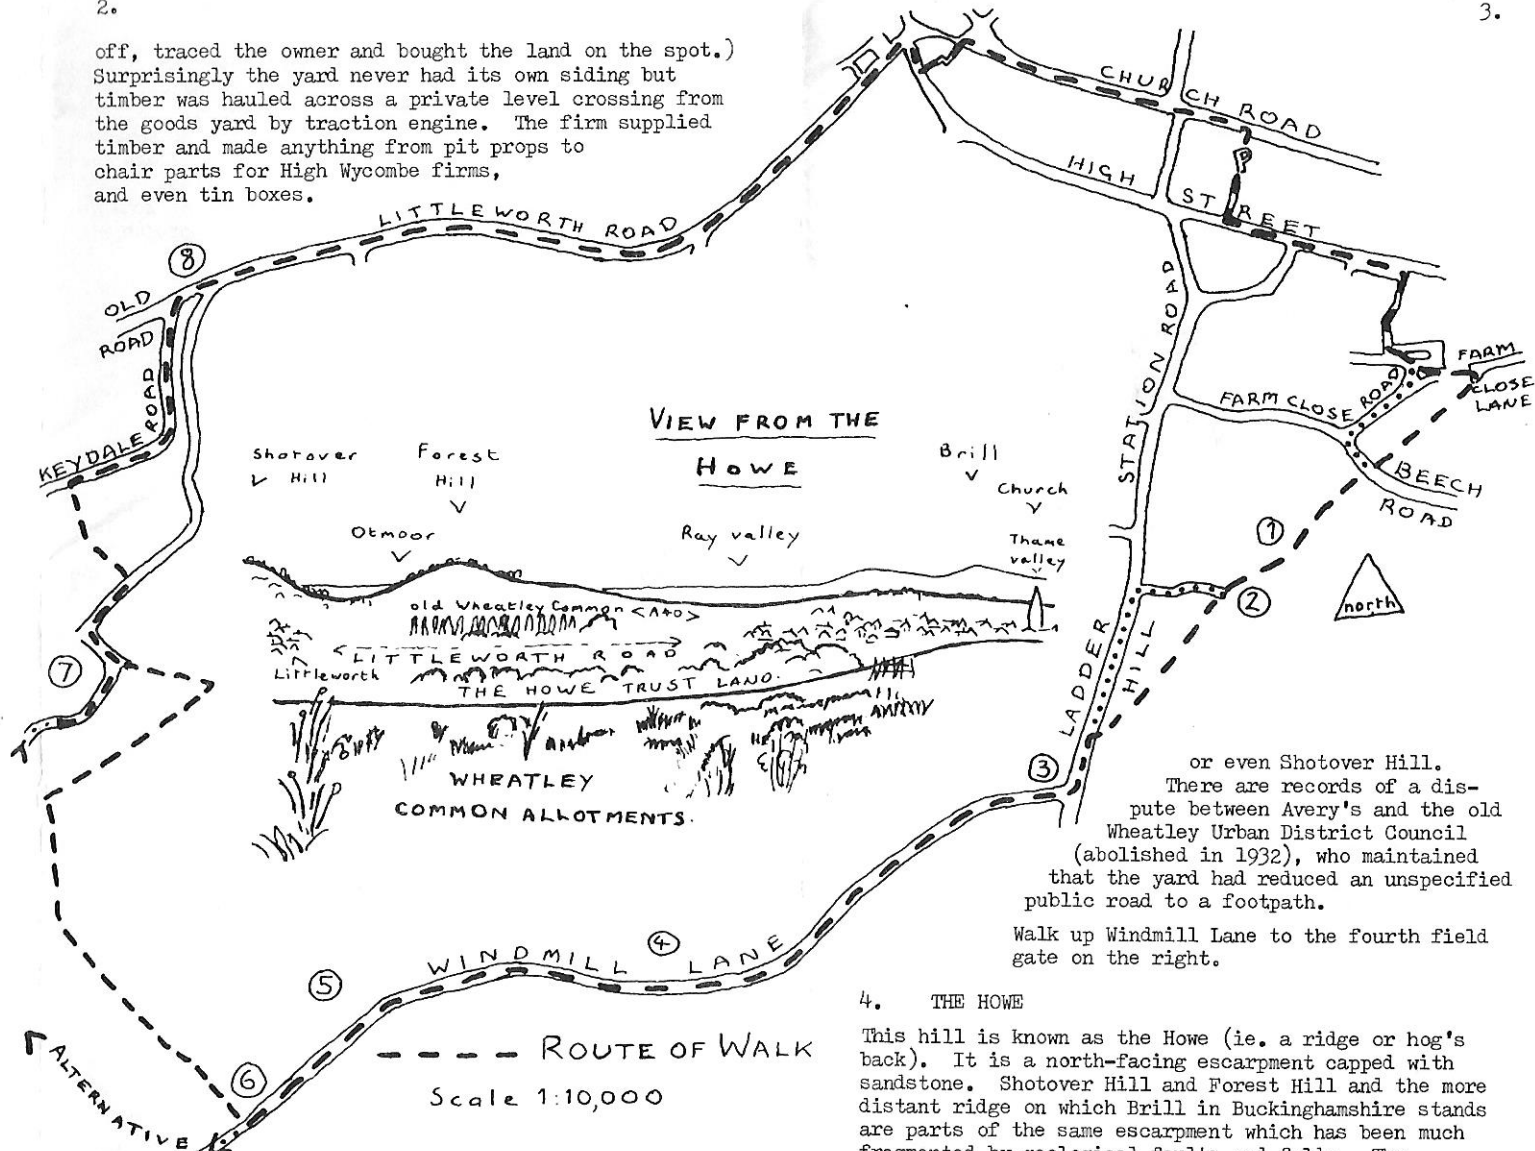 2.
3.
off, traced the owner and bought the land on the spot.)
Surprisingly the yard never had its own siding but
timber was hauled across a private level crossing from
the goods yard by traction engine. The firm supplied
timber and made anything from pit props to
chair parts for High Wycombe firms,
and even tin boxes.
CHURCH ROAD
HIGH STREET
LITTLEWORTH ROAD
8
OLD
ROAD
KEYDALE ROAD
STATION ROAD
FARM
CLOSE
LANE
FARM CLOSE ROAD
BEECH
ROAD
VIEW FROM THE
HOWE
Shotover
Hill
Forest
Hill
Brill
Church
Otmoor
Ray valley
Thame
valley
1
2
north
old Wheatley Common <A40>
LITTLEWORTH ROAD
Littleworth
THE HOWE TRUST LAND.
WHEATLEY
COMMON ALLOTMENTS.
7
LADDER
HILL
3
or even Shotover Hill.
There are records of a dis-
pute between Avery's and the old
Wheatley Urban District Council
(abolished in 1932), who maintained
that the yard had reduced an unspecified
public road to a footpath.
Walk up Windmill Lane to the fourth field
gate on the right.
4
WINDMILL LANE
5
6
ROUTE OF WALK
Scale 1:10,000
ALTERNATIVE
4. THE HOWE
This hill is known as the Howe (ie. a ridge or hog's
back). It is a north-facing escarpment capped with
sandstone. Shotover Hill and Forest Hill and the more
distant ridge on which Brill in Buckinghamshire stands
are parts of the same escarpment which has been much